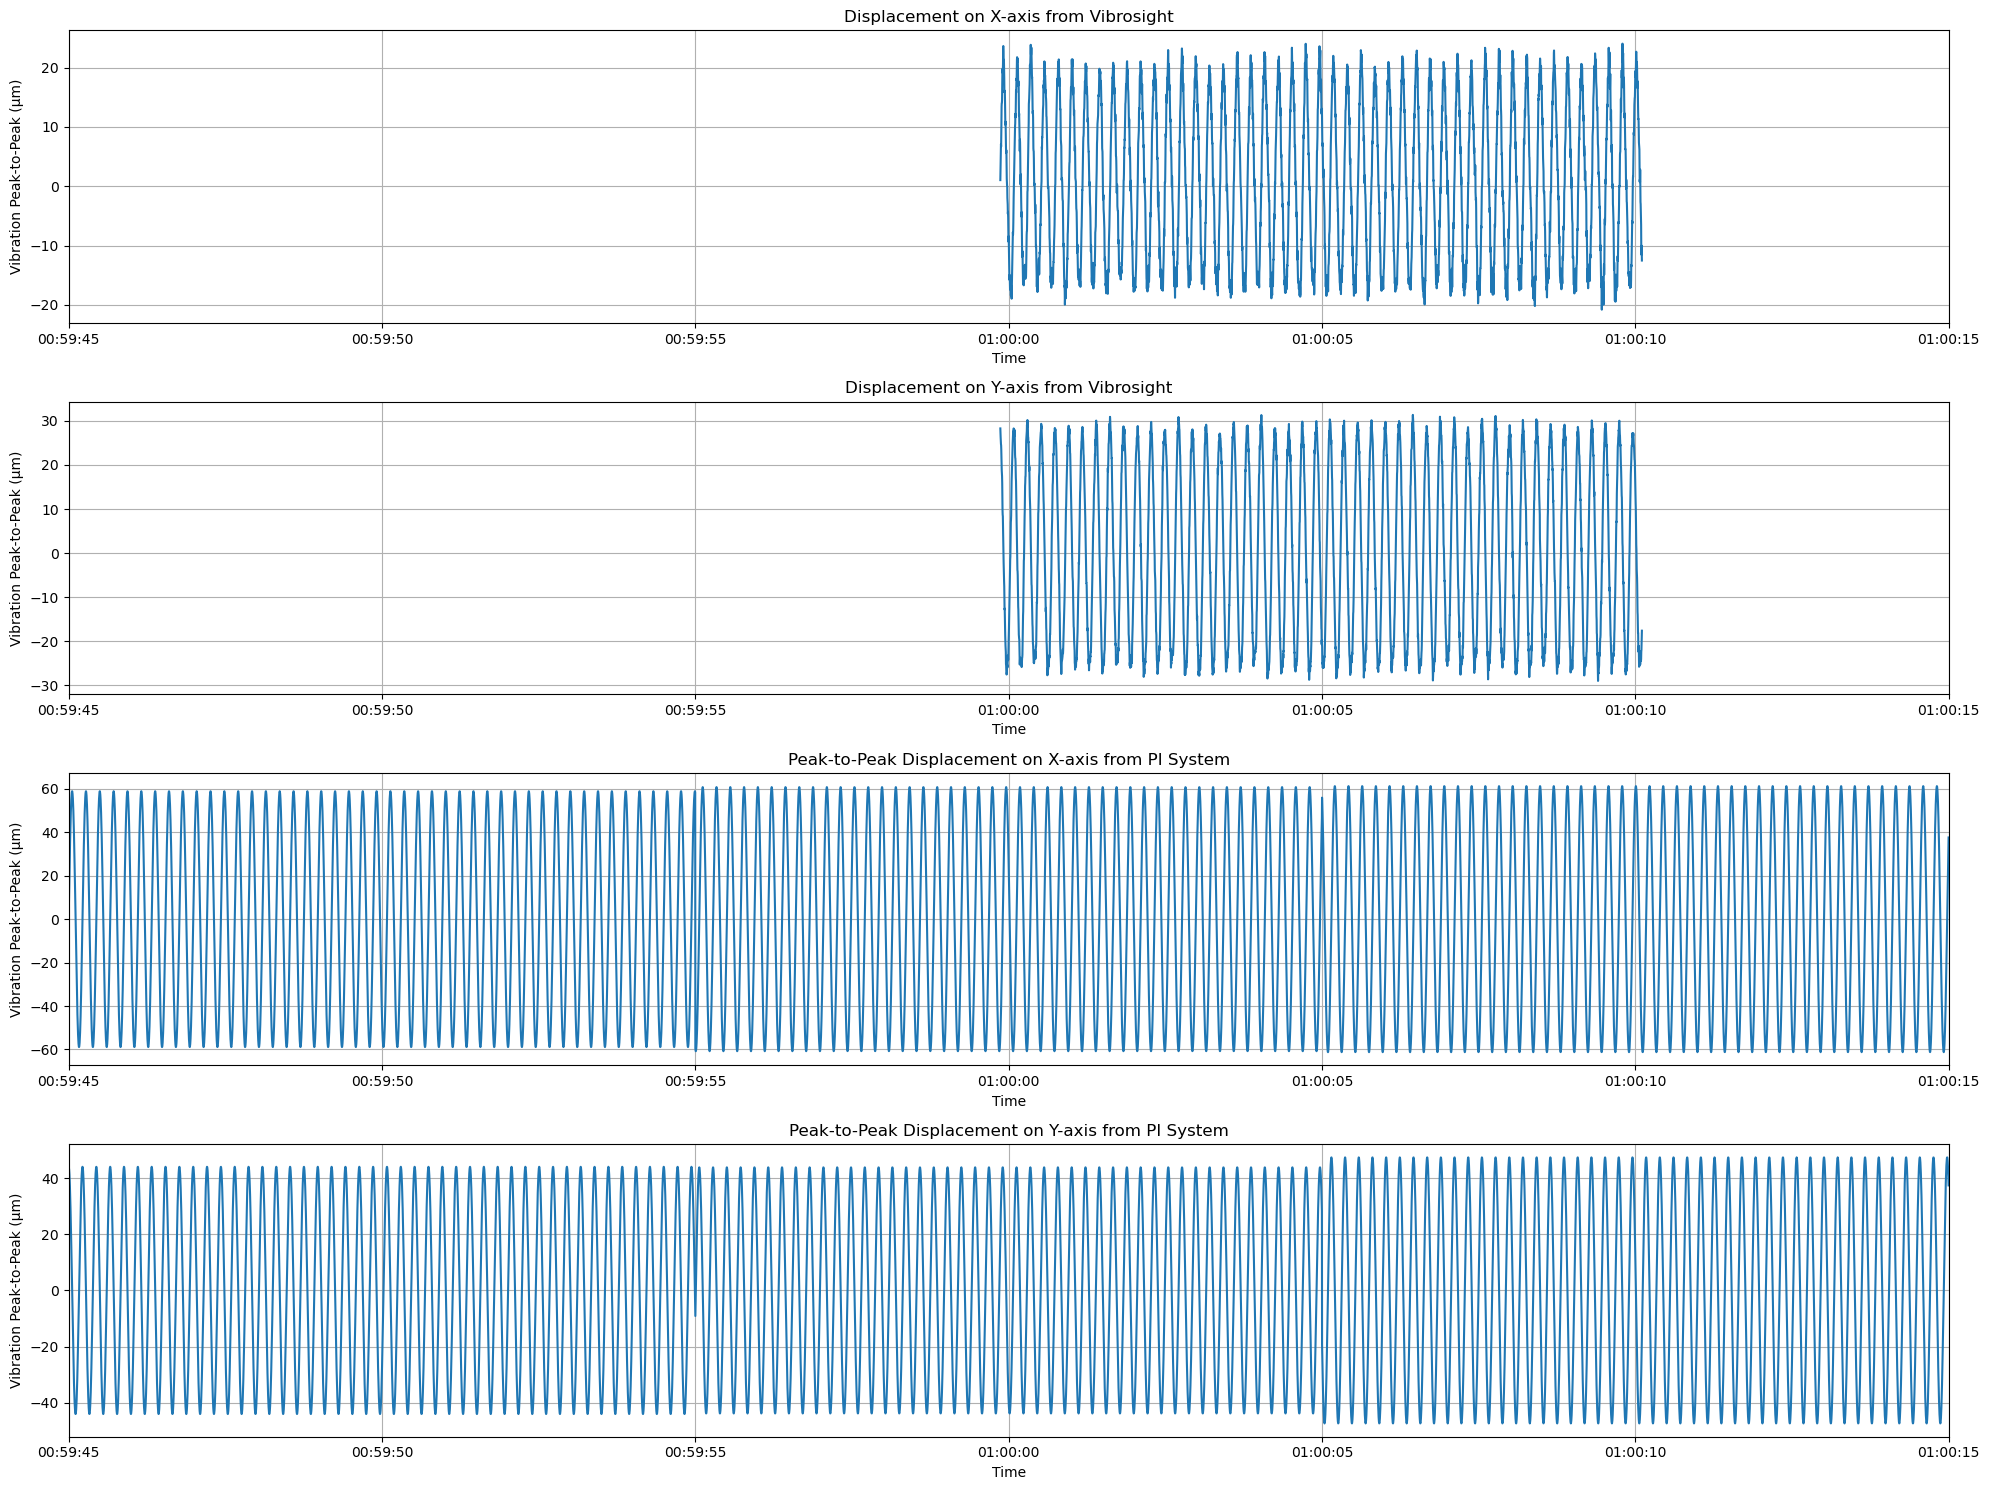 Displacement on X-axis from Vibrosight
Vibration Peak-to-Peak (μm)
20
10
0
−10
−20
00:59:45 00:59:50 00:59:55 01:00:00 01:00:05 01:00:10 01:00:15
Time
Displacement on Y-axis from Vibrosight
Vibration Peak-to-Peak (μm)
30
20
10
0
−10
−20
−30
00:59:45 00:59:50 00:59:55 01:00:00 01:00:05 01:00:10 01:00:15
Time
Peak-to-Peak Displacement on X-axis from PI System
Vibration Peak-to-Peak (μm)
60
40
20
0
−20
−40
−60
00:59:45 00:59:50 00:59:55 01:00:00 01:00:05 01:00:10 01:00:15
Time
Peak-to-Peak Displacement on Y-axis from PI System
Vibration Peak-to-Peak (μm)
40
20
0
−20
−40
00:59:45 00:59:50 00:59:55 01:00:00 01:00:05 01:00:10 01:00:15
Time